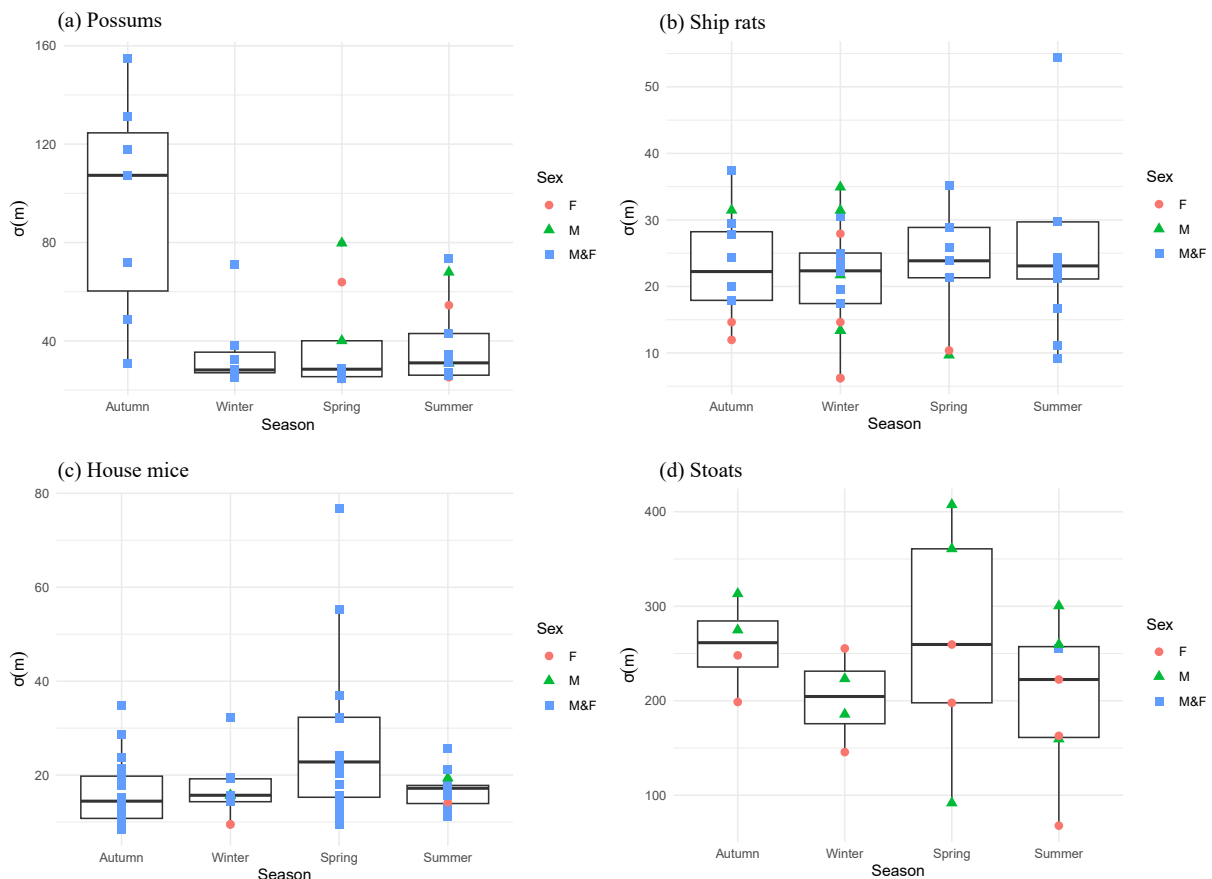 (a) Possums
σ(m)
160
120
80
40
Autumn
Winter
Spring
Summer
Season
Sex
F
M
M&F
(b) Ship rats
σ(m)
50
40
30
20
10
Autumn
Winter
Spring
Summer
Season
Sex
F
M
M&F
(c) House mice
σ(m)
80
60
40
20
Autumn
Winter
Spring
Summer
Season
Sex
F
M
M&F
(d) Stoats
σ(m)
400
300
200
100
Autumn
Winter
Spring
Summer
Season
Sex
F
M
M&F